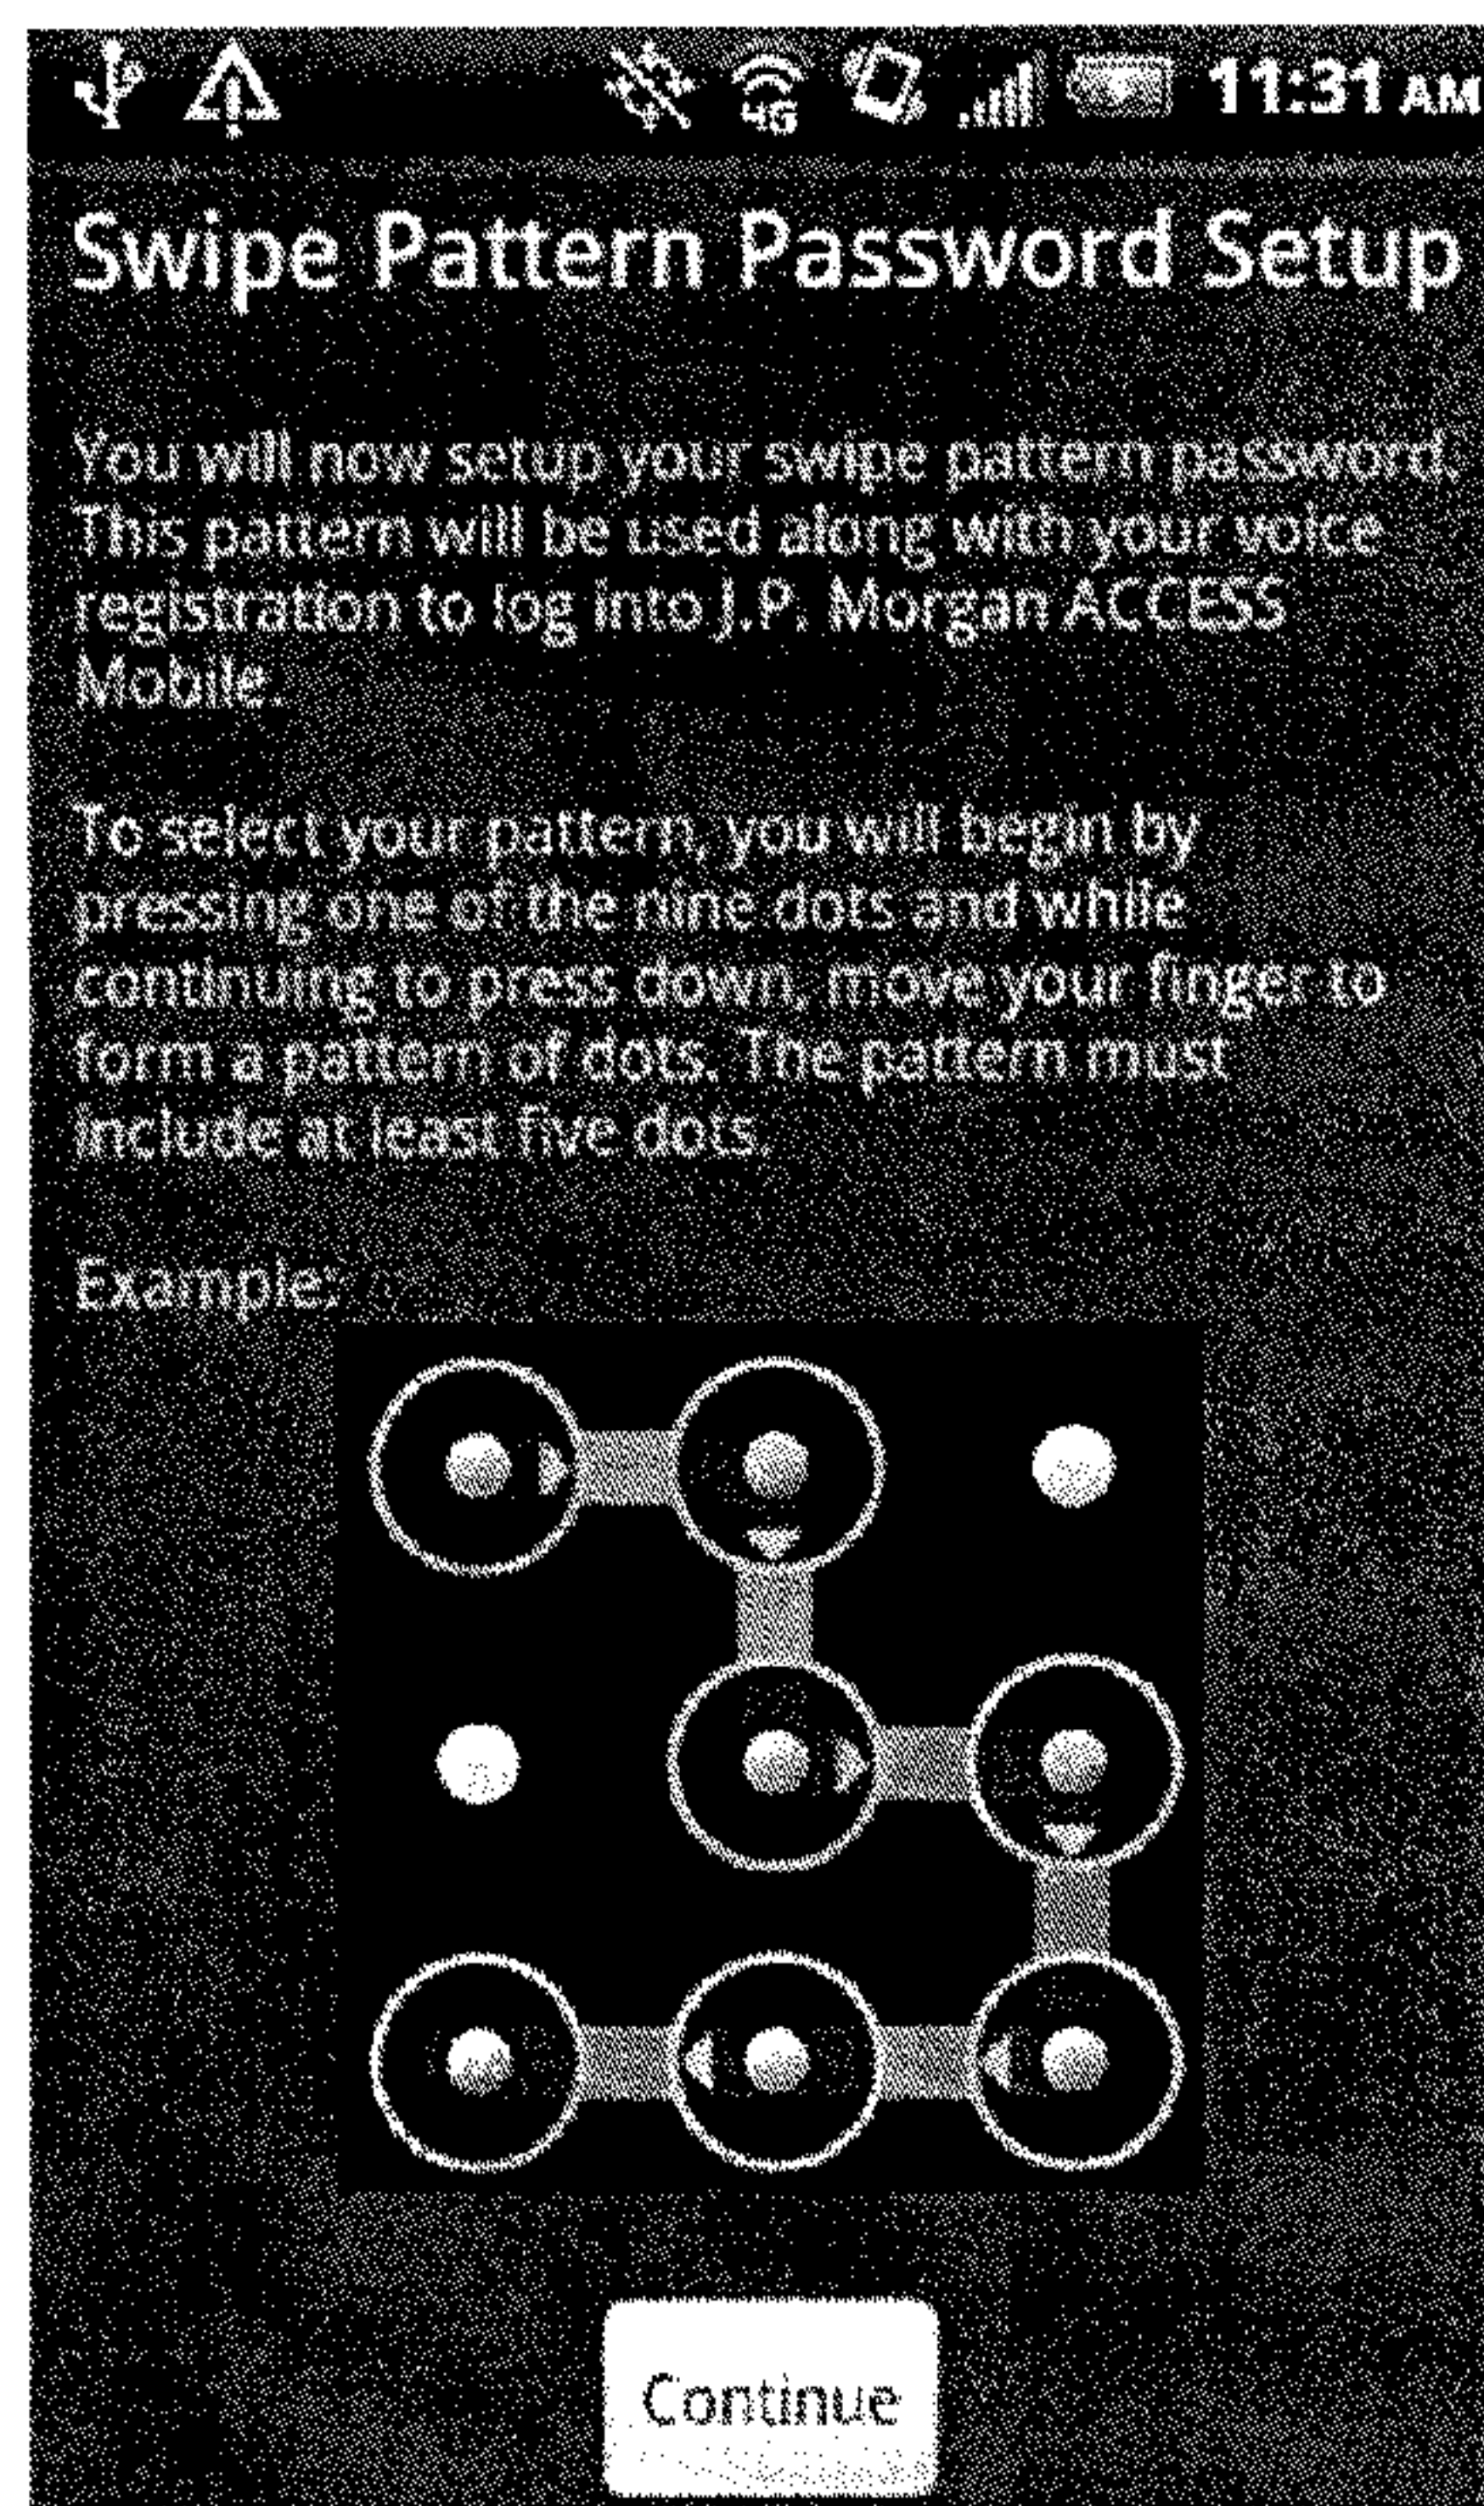 4G 11:31 AM
Swipe Pattern Password Setup
You will now setup your swipe pattern password.
This pattern will be used along with your voice
registration to log into J.P. Morgan ACCESS
Mobile.
To select your pattern, you will begin by
pressing one of the nine dots and while
continuing to press down, move your finger to
form a pattern of dots. The pattern must
include at least five dots.
Example:
Continue